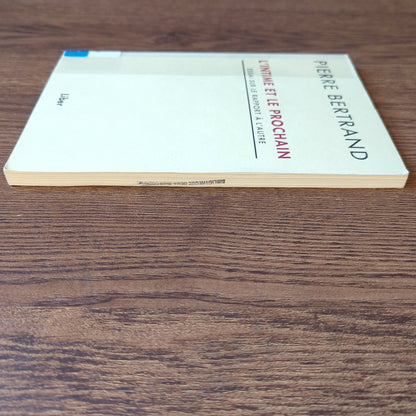 PIERRE BERTRAND
L'INTIME ET LE PROCHAIN
ESSAI SUR LE RAPPORT À L'AUTRE
Liber